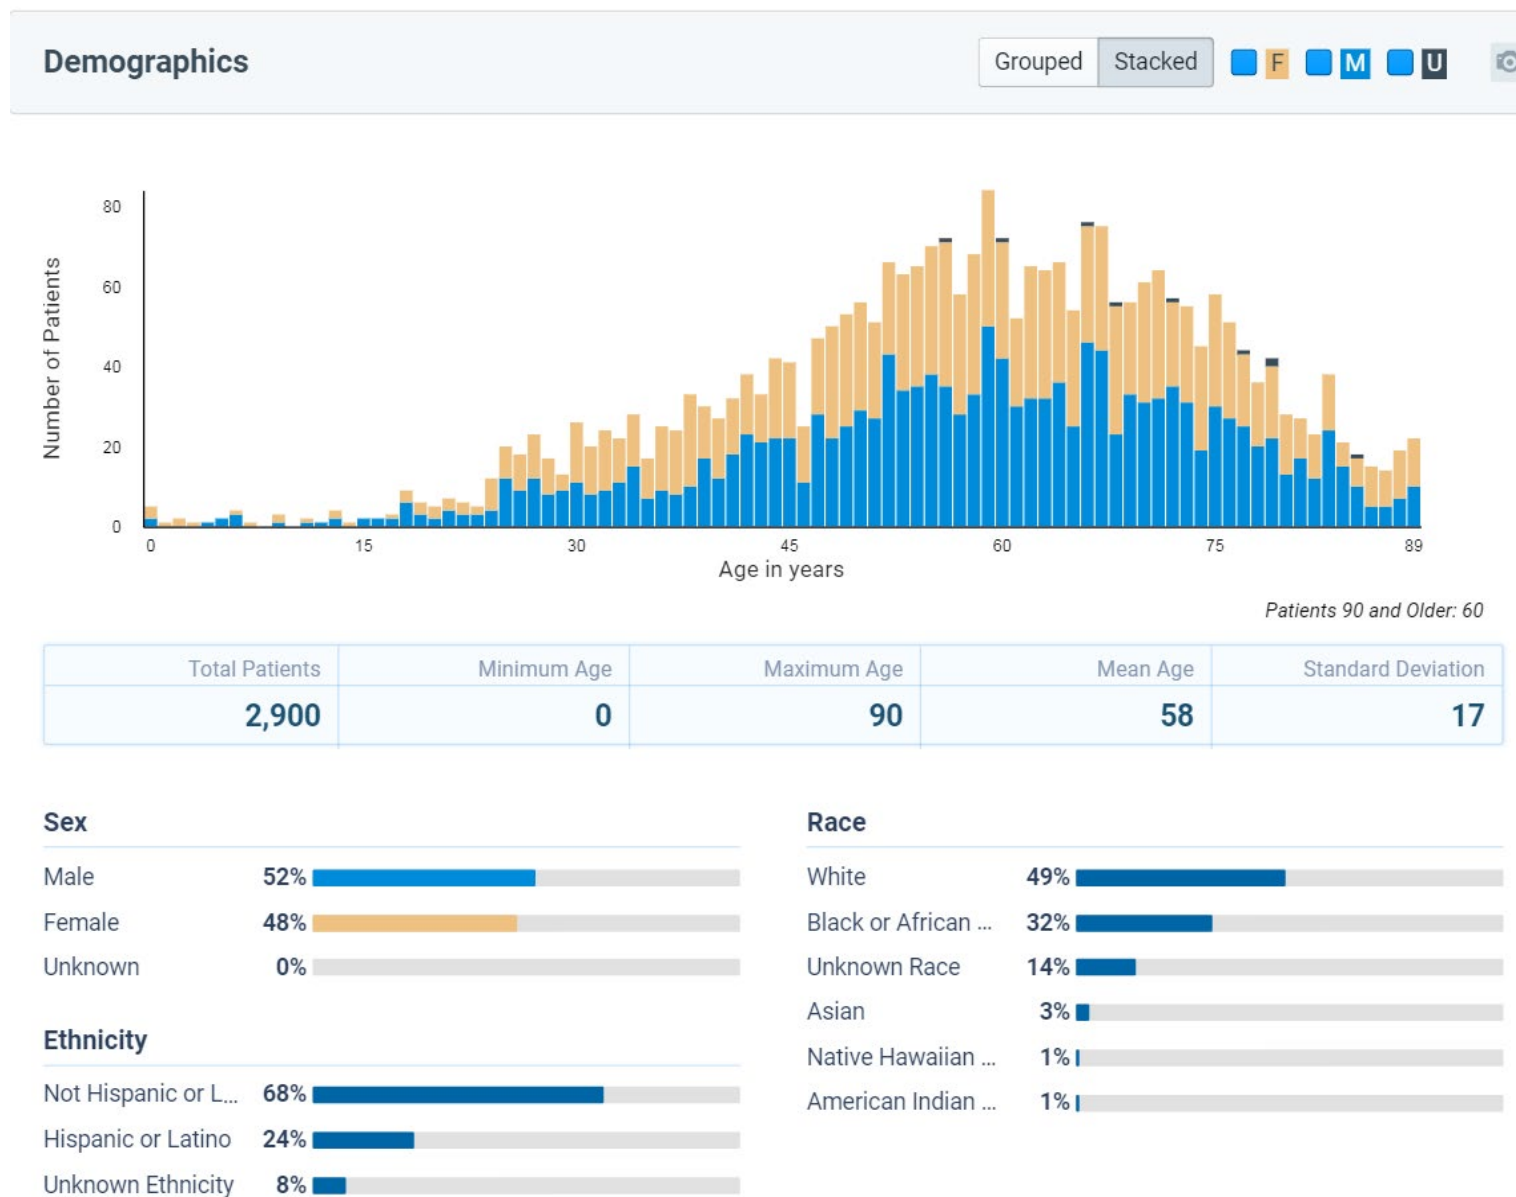 Demographics
Grouped Stacked F M U
80
60
40
20
0
Number of Patients
0 15 30 45 60 75 89
Age in years
Patients 90 and Older: 60
Total Patients Minimum Age Maximum Age Mean Age Standard Deviation
2,900 0 90 58 17
Sex
Male 52%
Female 48%
Unknown 0%
Ethnicity
Not Hispanic or L... 68%
Hispanic or Latino 24%
Unknown Ethnicity 8%
Race
White 49%
Black or African ... 32%
Unknown Race 14%
Asian 3%
Native Hawaiian ... 1%
American Indian ... 1%